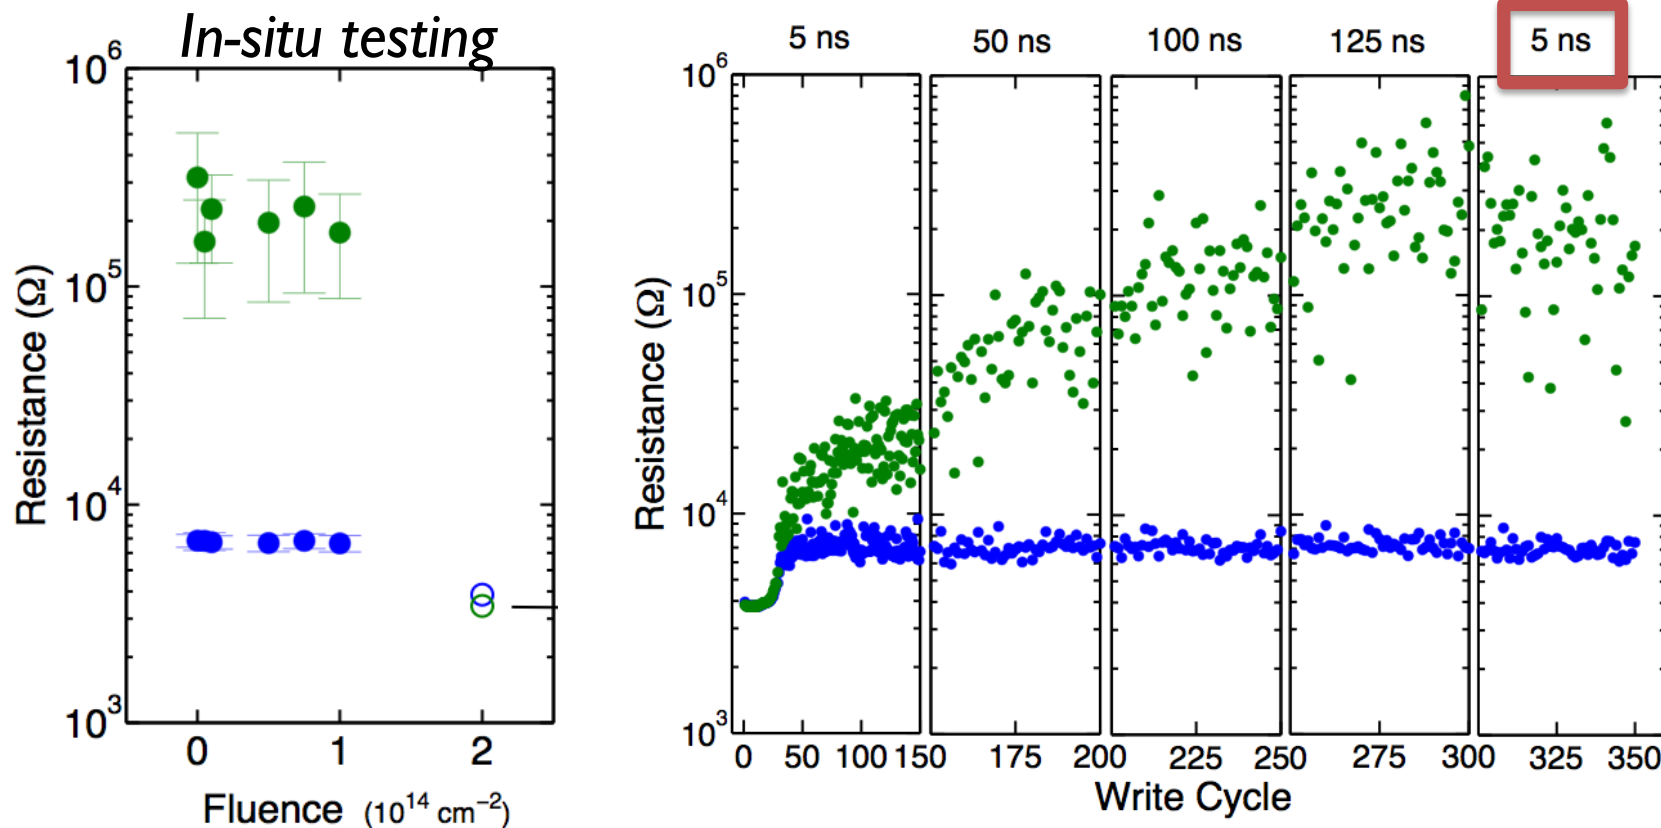 In-situ testing
10^6
10^5
10^4
10^3
Resistance (Ω)
0 1 2
Fluence (10^14 cm^−2)
5 ns 50 ns 100 ns 125 ns 5 ns
10^6
10^5
10^4
10^3
Resistance (Ω)
0 50 100 150 175 200 225 250 275 300 325 350
Write Cycle